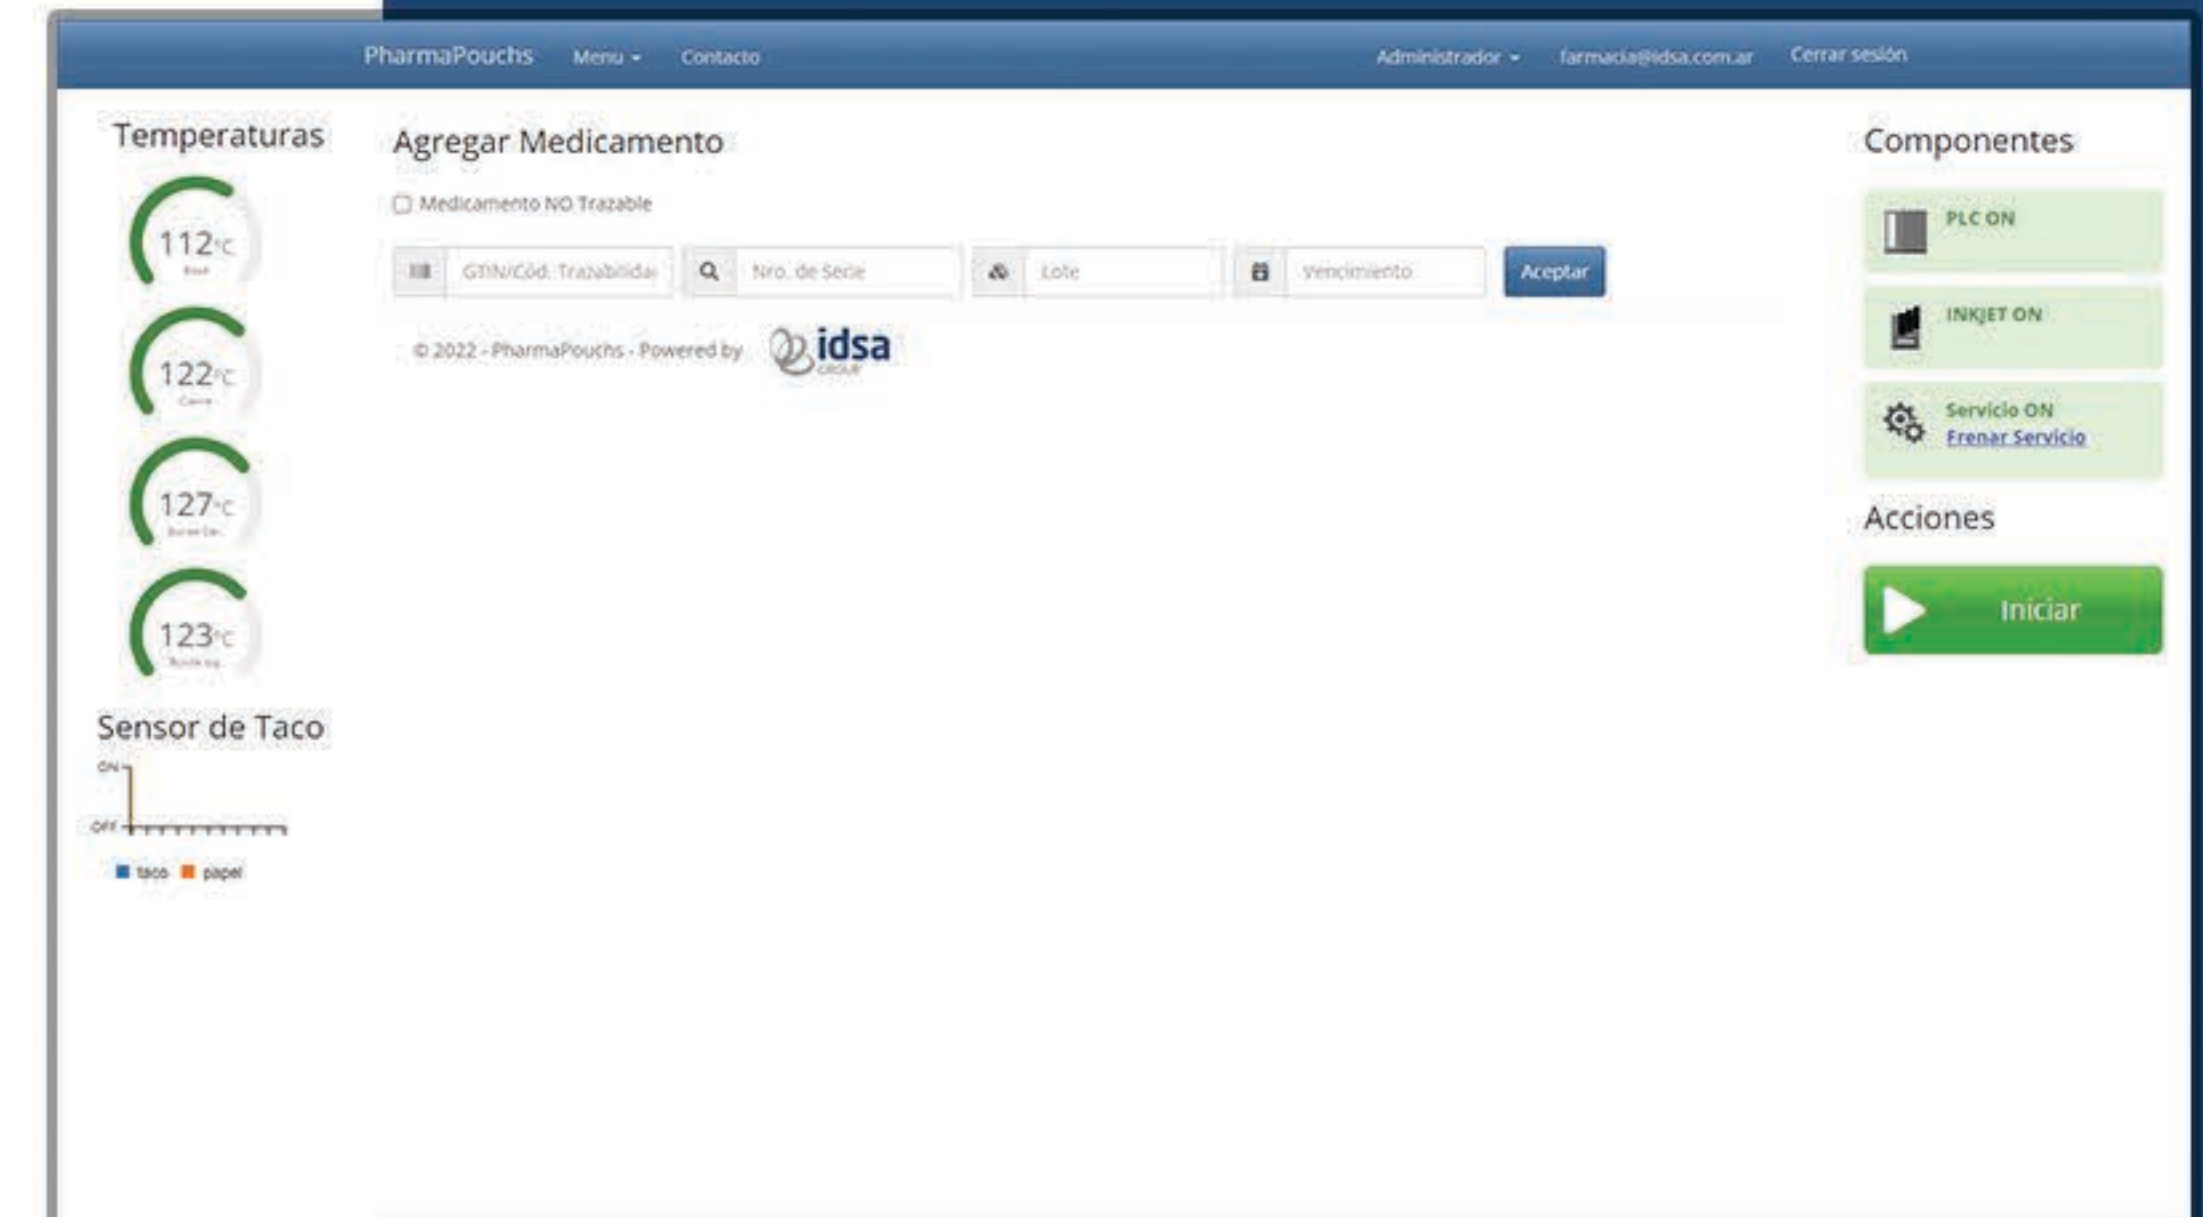 PharmaPouchs Menu Contacto Administrador farmacia@idsa.com.ar Cerrar sesión
Temperaturas
112°C
122°C
Cierre
127°C
123°C
Sensor de Taco
ON
OFF
taco papel
Agregar Medicamento
Medicamento NO Trazable
GTIN/Cód. Trazabilidad Nro. de Serie Lote Vencimiento Aceptar
© 2022 - PharmaPouchs - Powered by idsa
GROUP
Componentes
PLC ON
INKJET ON
Servicio ON
Frenar Servicio
Acciones
Iniciar